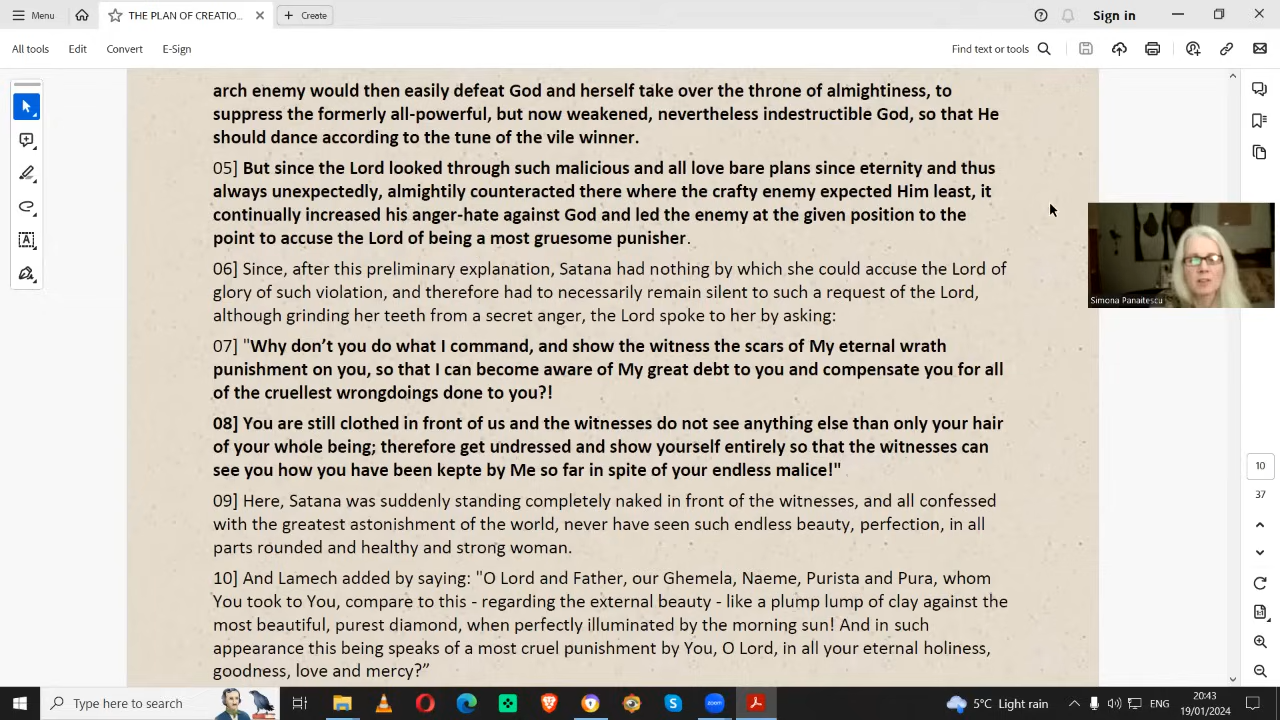 Menu
THE PLAN OF CREATIO...
Create
Sign in
All tools
Edit
Convert
E-Sign
Find text or tools
arch enemy would then easily defeat God and herself take over the throne of almightiness, to
suppress the formerly all-powerful, but now weakened, nevertheless indestructible God, so that He
should dance according to the tune of the vile winner.
05] But since the Lord looked through such malicious and all love bare plans since eternity and thus
always unexpectedly, almightily counteracted there where the crafty enemy expected Him least, it
continually increased his anger-hate against God and led the enemy at the given position to the
point to accuse the Lord of being a most gruesome punisher.
06] Since, after this preliminary explanation, Satana had nothing by which she could accuse the Lord of
glory of such violation, and therefore had to necessarily remain silent to such a request of the Lord,
although grinding her teeth from a secret anger, the Lord spoke to her by asking:
07] "Why don’t you do what I command, and show the witness the scars of My eternal wrath
punishment on you, so that I can become aware of My great debt to you and compensate you for all
of the cruellest wrongdoings done to you?!
08] You are still clothed in front of us and the witnesses do not see anything else than only your hair
of your whole being; therefore get undressed and show yourself entirely so that the witnesses can
see you how you have been kepte by Me so far in spite of your endless malice!"
09] Here, Satana was suddenly standing completely naked in front of the witnesses, and all confessed
with the greatest astonishment of the world, never have seen such endless beauty, perfection, in all
parts rounded and healthy and strong woman.
10] And Lamech added by saying: "O Lord and Father, our Ghemela, Naeme, Purista and Pura, whom
You took to You, compare to this - regarding the external beauty - like a plump lump of clay against the
most beautiful, purest diamond, when perfectly illuminated by the morning sun! And in such
appearance this being speaks of a most cruel punishment by You, O Lord, in all your eternal holiness,
goodness, love and mercy?”
Simona Panaitescu
10
37
Type here to search
zoom
5°C Light rain
ENG
20:43
19/01/2024